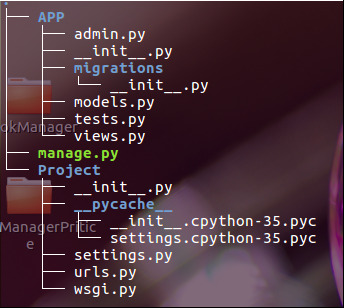 .
├── APP
│   ├── admin.py
│   ├── __init__.py
│   ├── migrations
│   │   └── __init__.py
│   ├── models.py
│   ├── tests.py
│   └── views.py
├── manage.py
└── Project
    ├── __init__.py
    ├── __pycache__
    │   ├── __init__.cpython-35.pyc
    │   └── settings.cpython-35.pyc
    ├── settings.py
    ├── urls.py
    └── wsgi.py
okManager
ManagerPritic
e